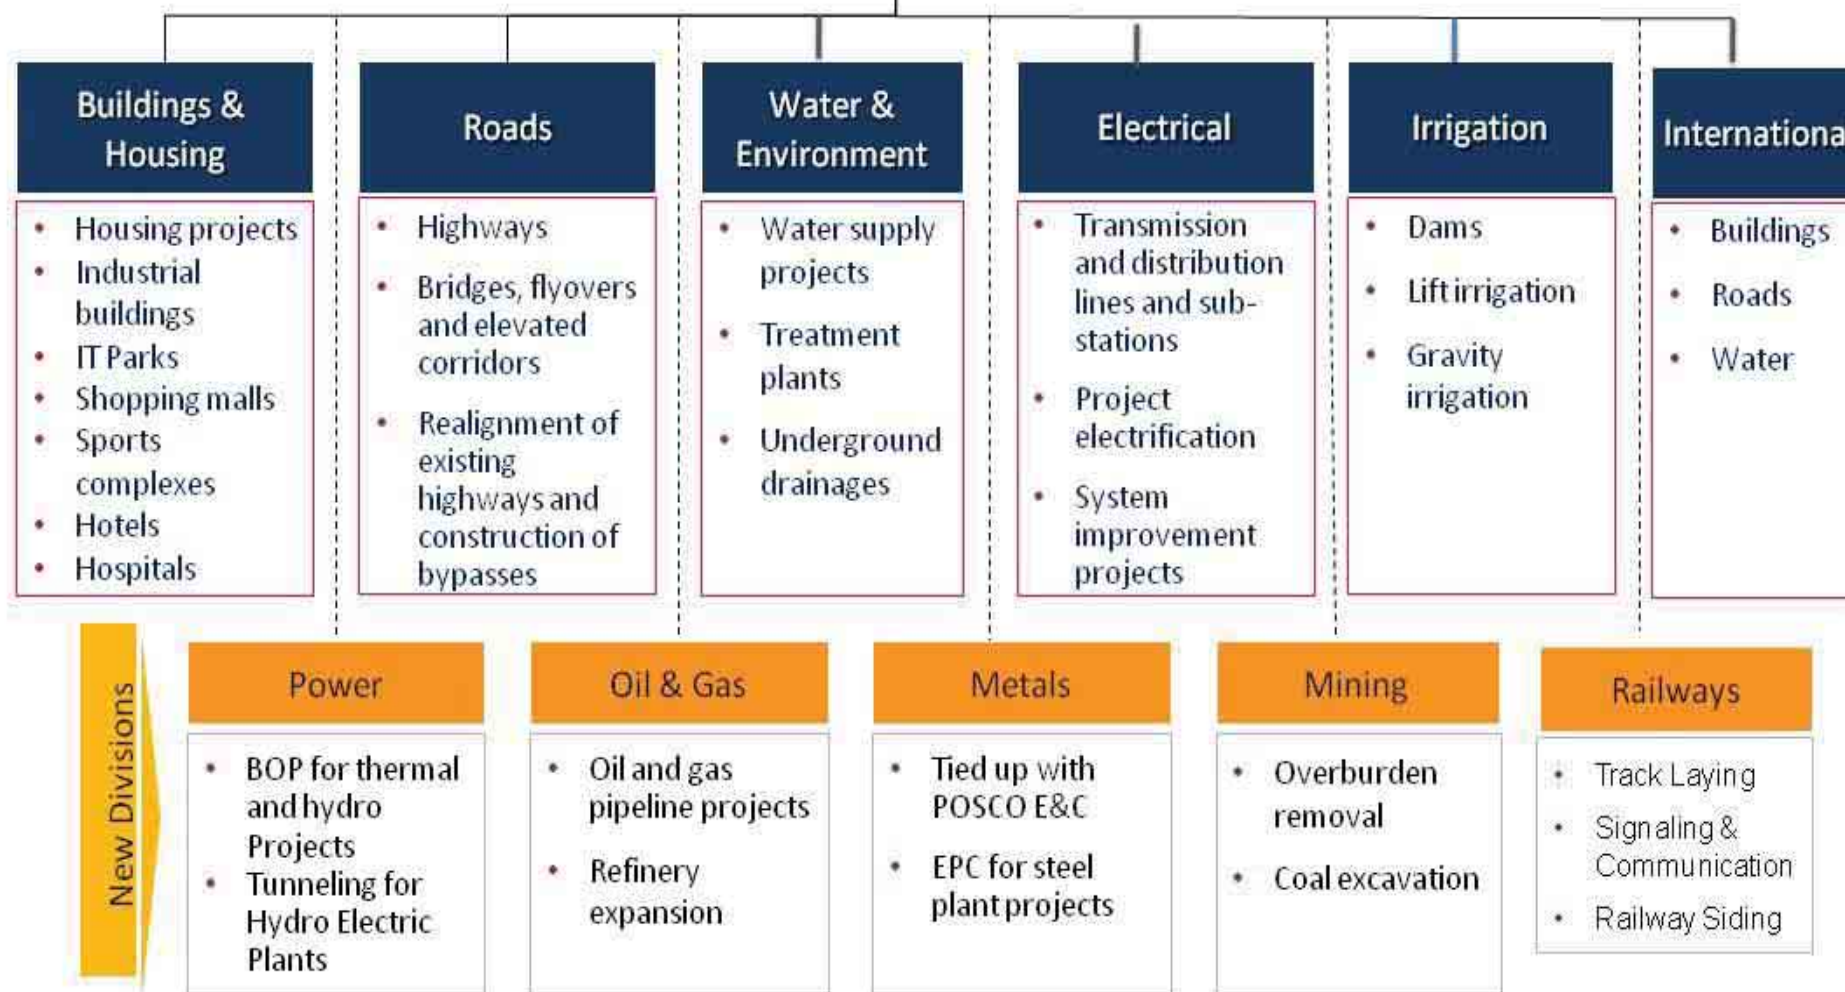 Buildings &
Housing
• Housing projects
• Industrial
buildings
• IT Parks
• Shopping malls
• Sports
complexes
• Hotels
• Hospitals
Roads
• Highways
• Bridges, flyovers
and elevated
corridors
• Realignment of
existing
highways and
construction of
bypasses
Water &
Environment
• Water supply
projects
• Treatment
plants
• Underground
drainages
Electrical
• Transmission
and distribution
lines and sub-
stations
• Project
electrification
• System
improvement
projects
Irrigation
• Dams
• Lift irrigation
• Gravity
irrigation
Internationa
• Buildings
• Roads
• Water
New Divisions
Power
• BOP for thermal
and hydro
Projects
• Tunneling for
Hydro Electric
Plants
Oil & Gas
• Oil and gas
pipeline projects
• Refinery
expansion
Metals
• Tied up with
POSCO E&C
• EPC for steel
plant projects
Mining
• Overburden
removal
• Coal excavation
Railways
• Track Laying
• Signaling &
Communication
• Railway Siding